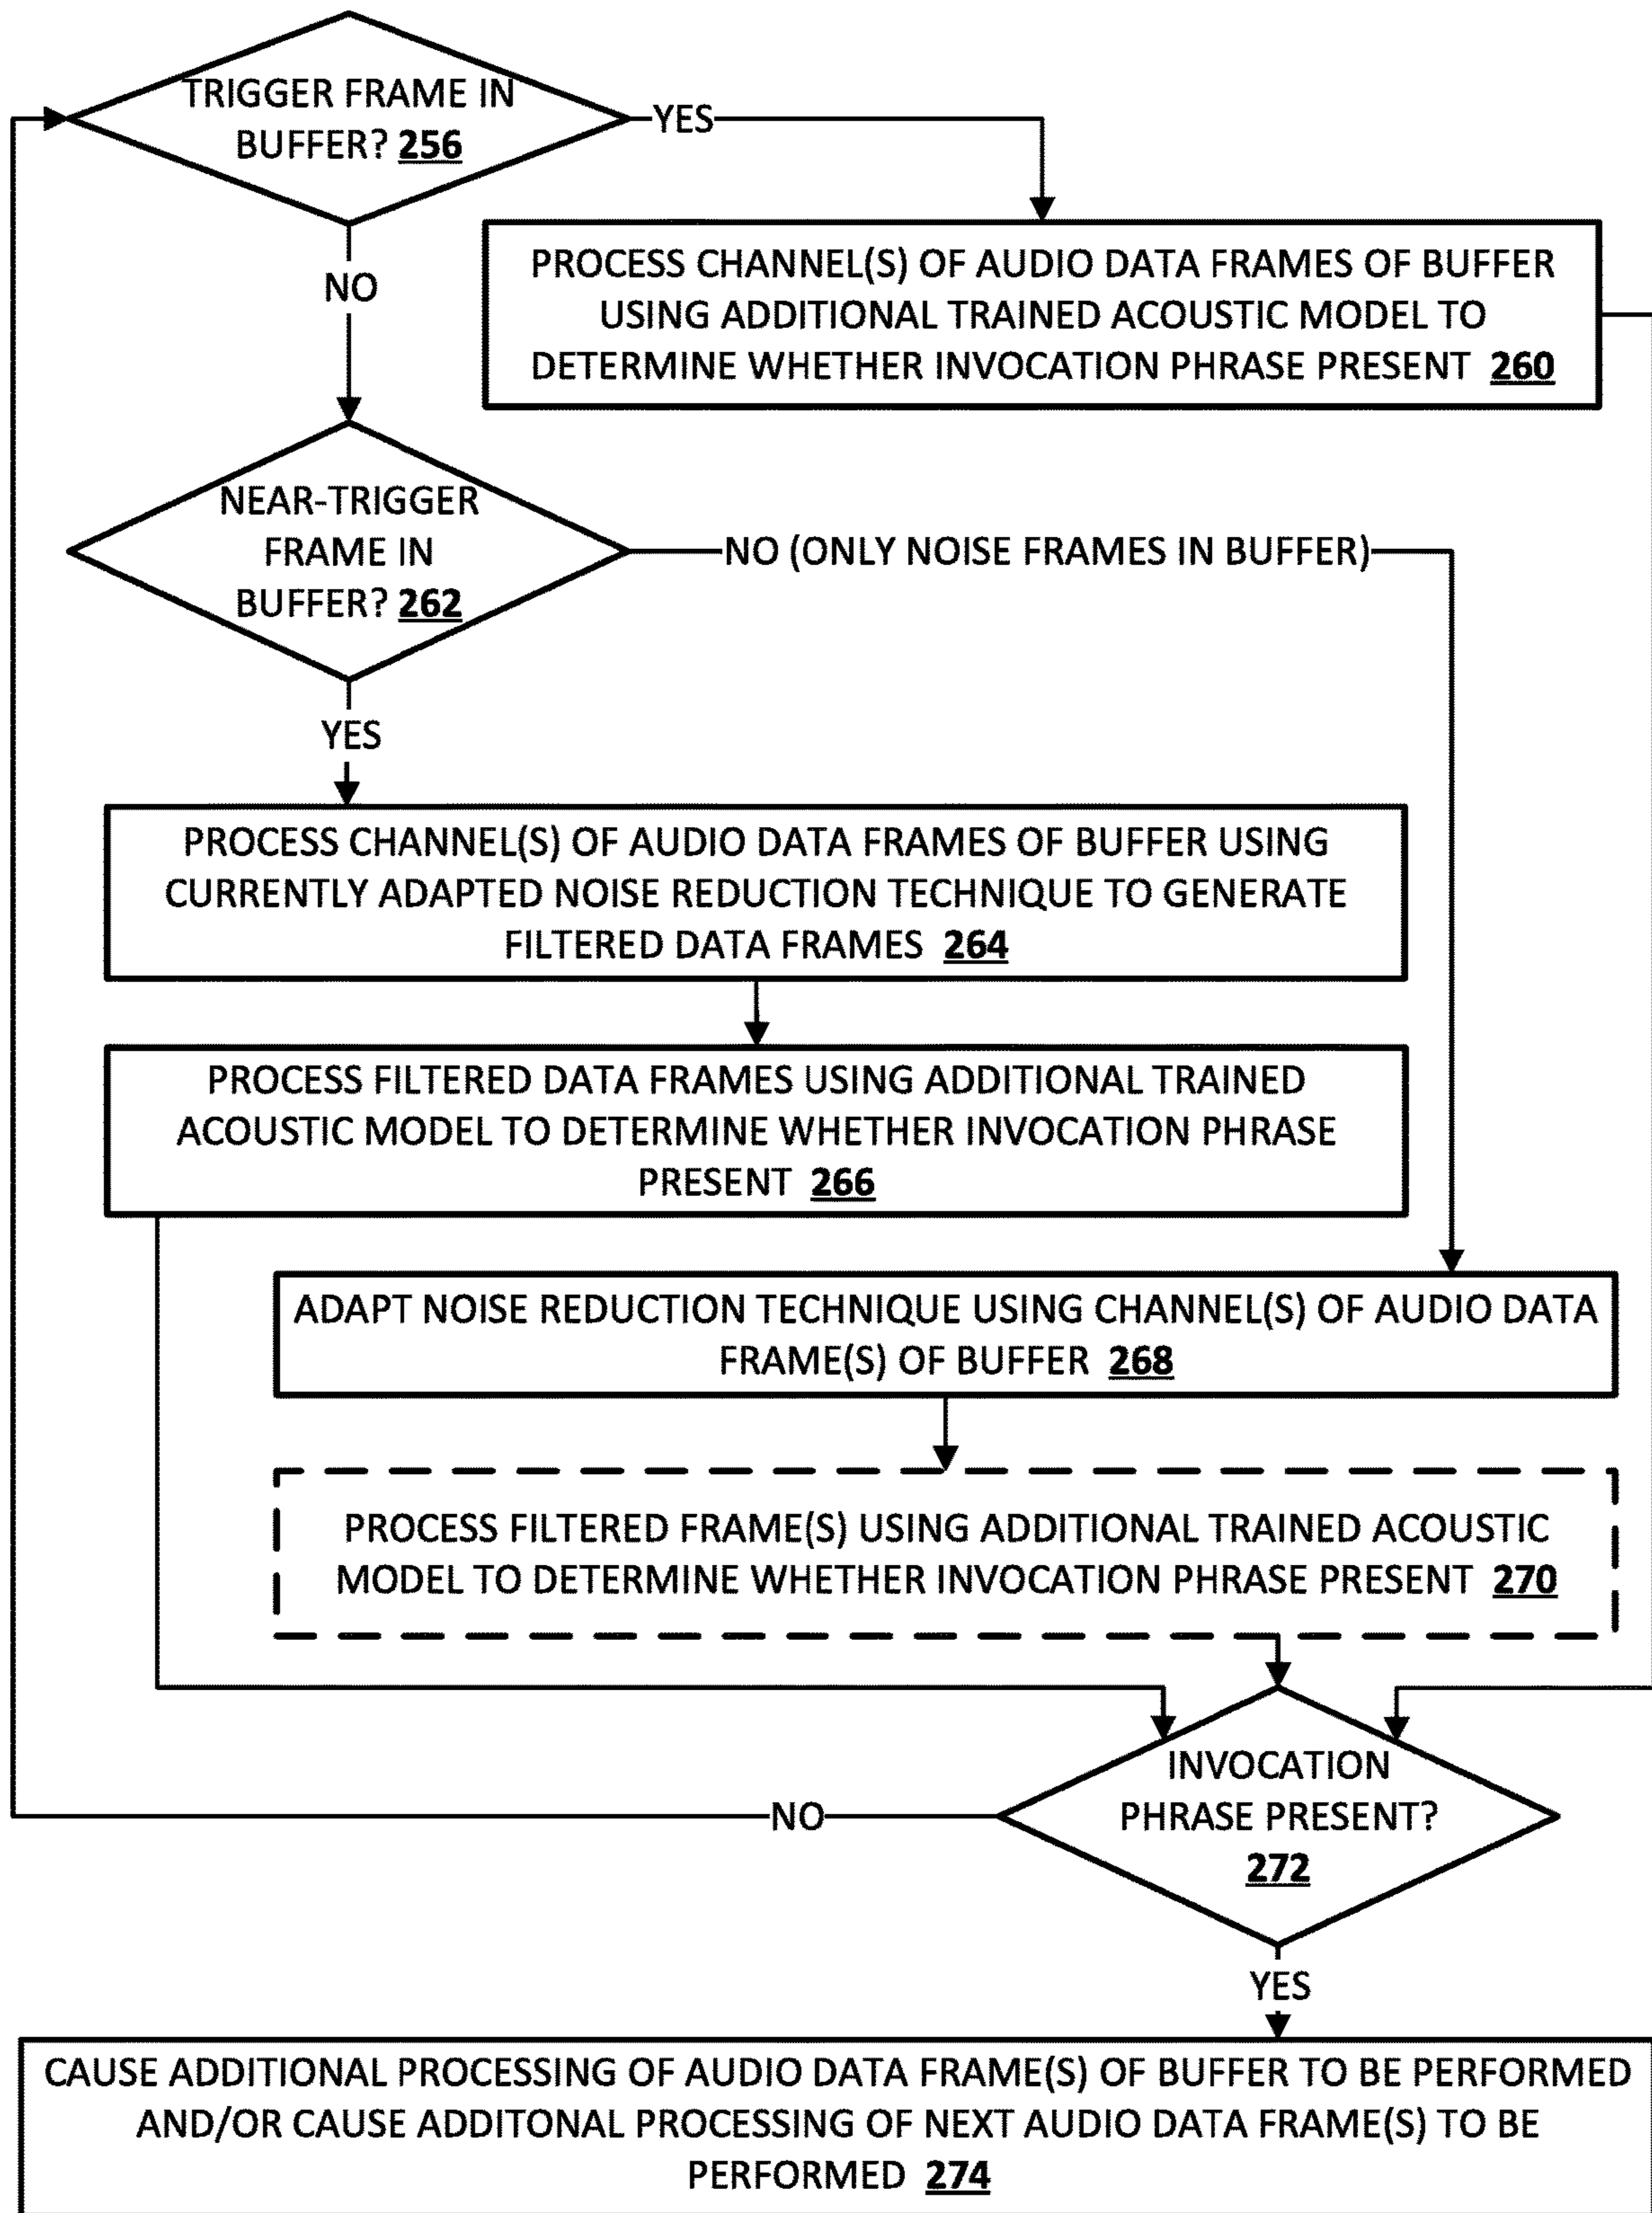 TRIGGER FRAME IN
BUFFER? 256
YES
NO
PROCESS CHANNEL(S) OF AUDIO DATA FRAMES OF BUFFER
USING ADDITIONAL TRAINED ACOUSTIC MODEL TO
DETERMINE WHETHER INVOCATION PHRASE PRESENT 260
NEAR-TRIGGER
FRAME IN
BUFFER? 262
NO (ONLY NOISE FRAMES IN BUFFER)
YES
PROCESS CHANNEL(S) OF AUDIO DATA FRAMES OF BUFFER USING
CURRENTLY ADAPTED NOISE REDUCTION TECHNIQUE TO GENERATE
FILTERED DATA FRAMES 264
PROCESS FILTERED DATA FRAMES USING ADDITIONAL TRAINED
ACOUSTIC MODEL TO DETERMINE WHETHER INVOCATION PHRASE
PRESENT 266
ADAPT NOISE REDUCTION TECHNIQUE USING CHANNEL(S) OF AUDIO DATA
FRAME(S) OF BUFFER 268
PROCESS FILTERED FRAME(S) USING ADDITIONAL TRAINED ACOUSTIC
MODEL TO DETERMINE WHETHER INVOCATION PHRASE PRESENT 270
INVOCATION
PHRASE PRESENT?
272
NO
YES
CAUSE ADDITIONAL PROCESSING OF AUDIO DATA FRAME(S) OF BUFFER TO BE PERFORMED
AND/OR CAUSE ADDITONAL PROCESSING OF NEXT AUDIO DATA FRAME(S) TO BE
PERFORMED 274